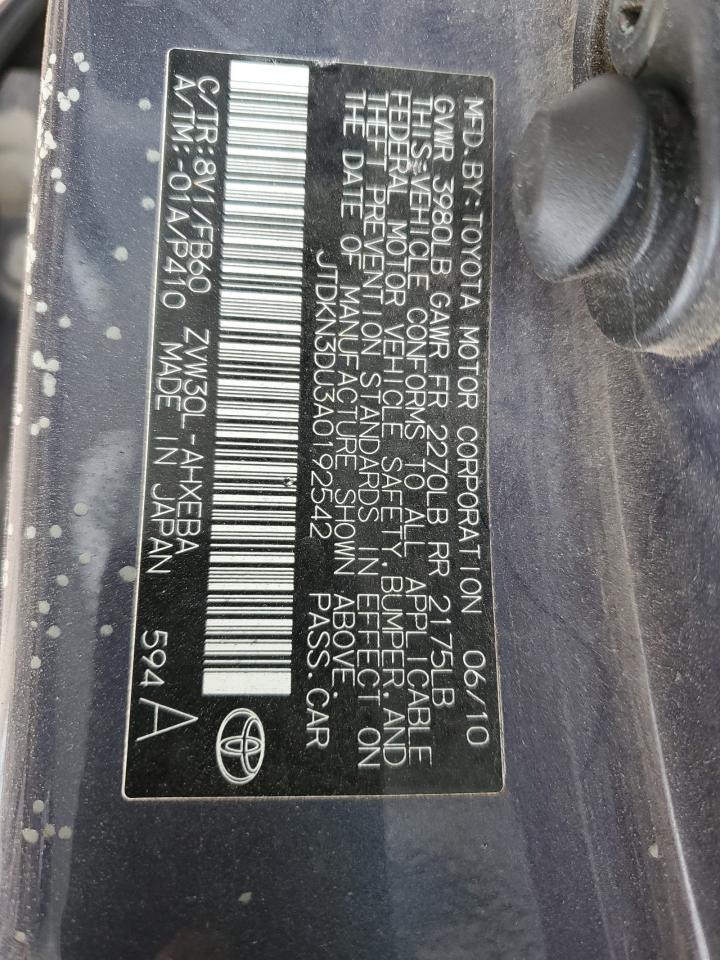 MFD. BY: TOYOTA MOTOR CORPORATION 06/10
GVWR 3980LB GAWR FR 2270LB RR 2175LB
THIS VEHICLE CONFORMS TO ALL APPLICABLE
FEDERAL MOTOR VEHICLE SAFETY, BUMPER, AND
THEFT PREVENTION STANDARDS IN EFFECT ON
THE DATE OF MANUFACTURE SHOWN ABOVE.
JTDKN3DU3A0192542 PASS. CAR
C/TR: 8V1/FB60 ZVW30L-AHXEBA 594A
A/TM: -01A/P410 MADE IN JAPAN